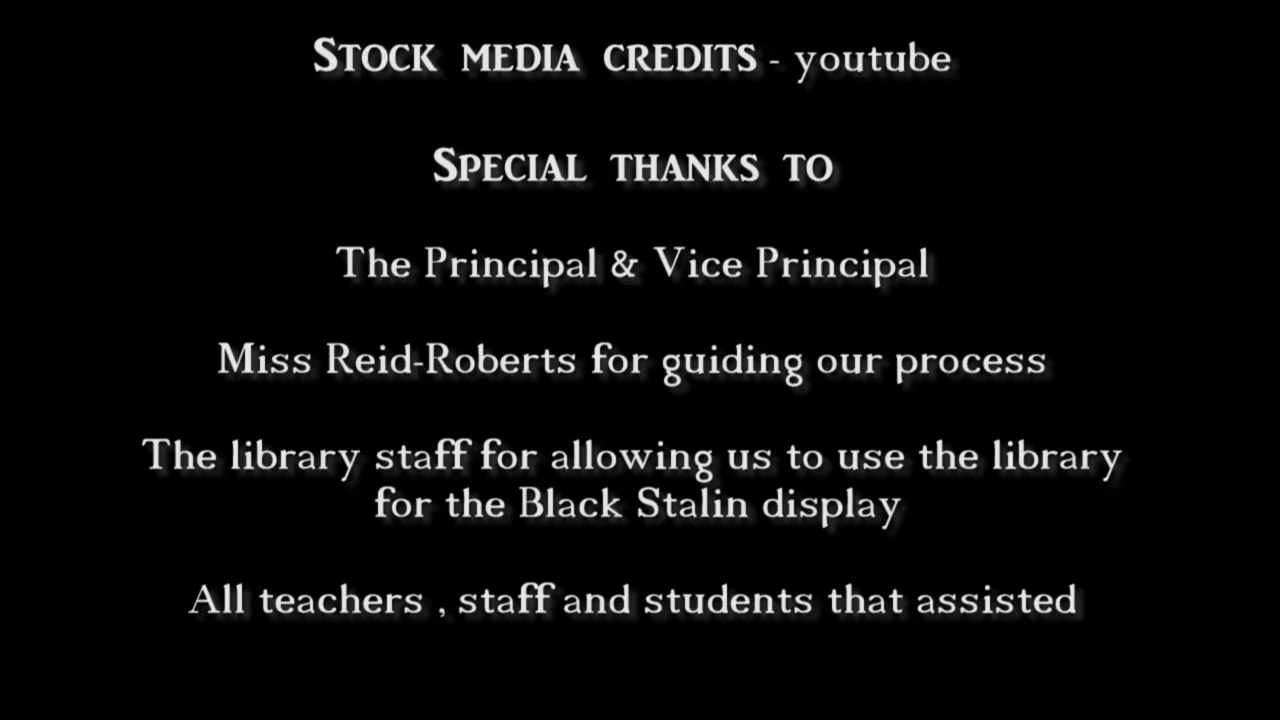 STOCK MEDIA CREDITS - youtube
SPECIAL THANKS TO
The Principal & Vice Principal
Miss Reid-Roberts for guiding our process
The library staff for allowing us to use the library
for the Black Stalin display
All teachers , staff and students that assisted